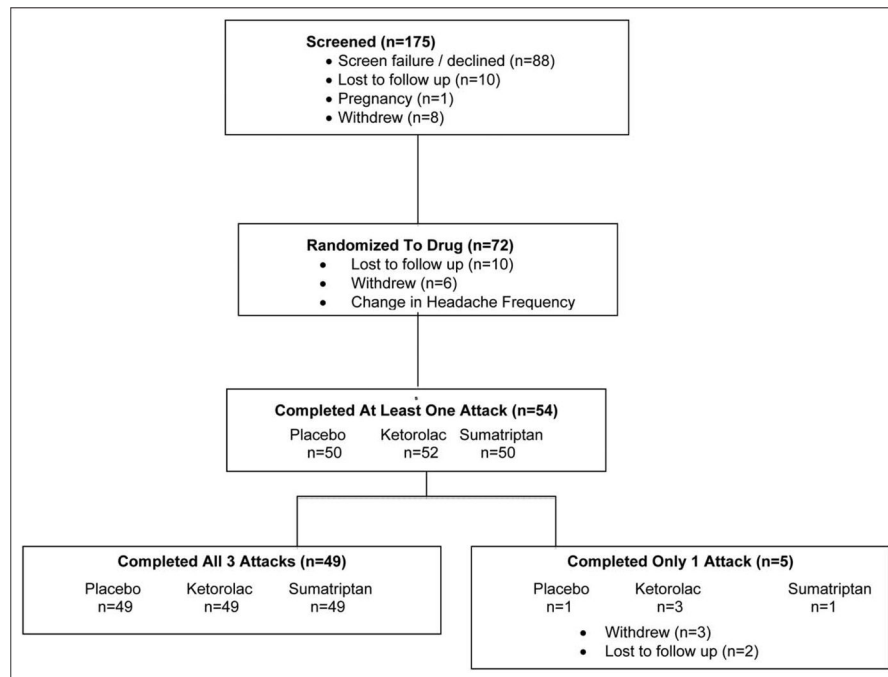 Screened (n=175)
• Screen failure / declined (n=88)
• Lost to follow up (n=10)
• Pregnancy (n=1)
• Withdrew (n=8)
Randomized To Drug (n=72)
• Lost to follow up (n=10)
• Withdrew (n=6)
• Change in Headache Frequency
Completed At Least One Attack (n=54)
Placebo Ketorolac Sumatriptan
n=50 n=52 n=50
Completed All 3 Attacks (n=49)
Placebo Ketorolac Sumatriptan
n=49 n=49 n=49
Completed Only 1 Attack (n=5)
Placebo Ketorolac Sumatriptan
n=1 n=3 n=1
• Withdrew (n=3)
• Lost to follow up (n=2)